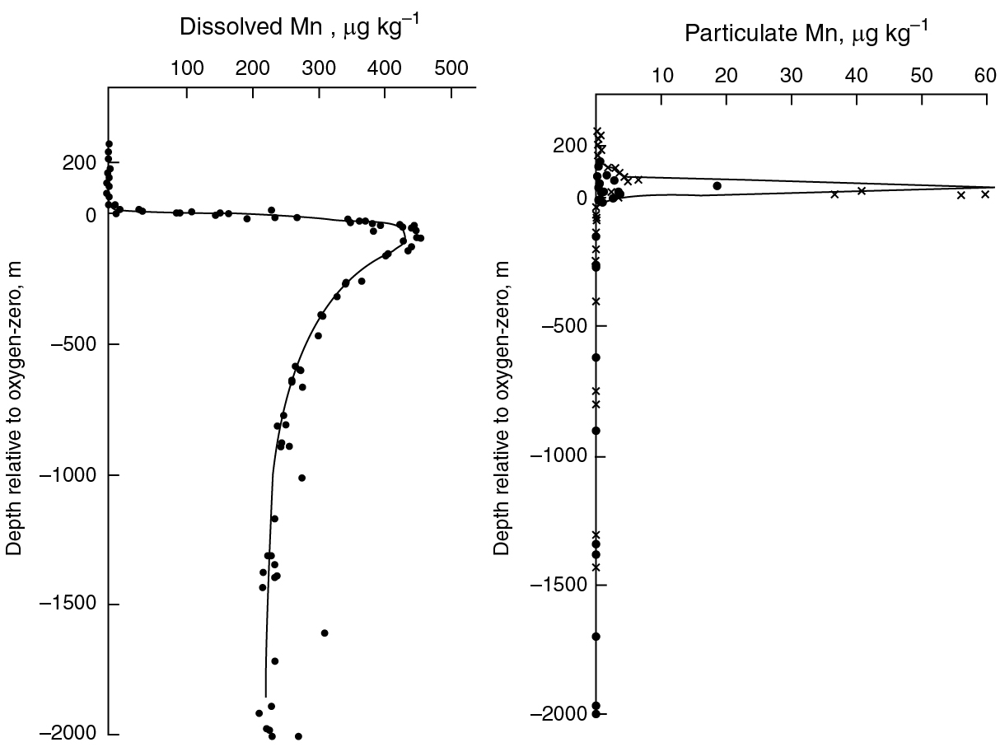 Dissolved Mn , μg kg⁻¹
100 200 300 400 500
200
0
–500
–1000
–1500
–2000
Depth relative to oxygen-zero, m
Particulate Mn, μg kg⁻¹
10 20 30 40 50 60
200
0
–500
–1000
–1500
–2000
Depth relative to oxygen-zero, m